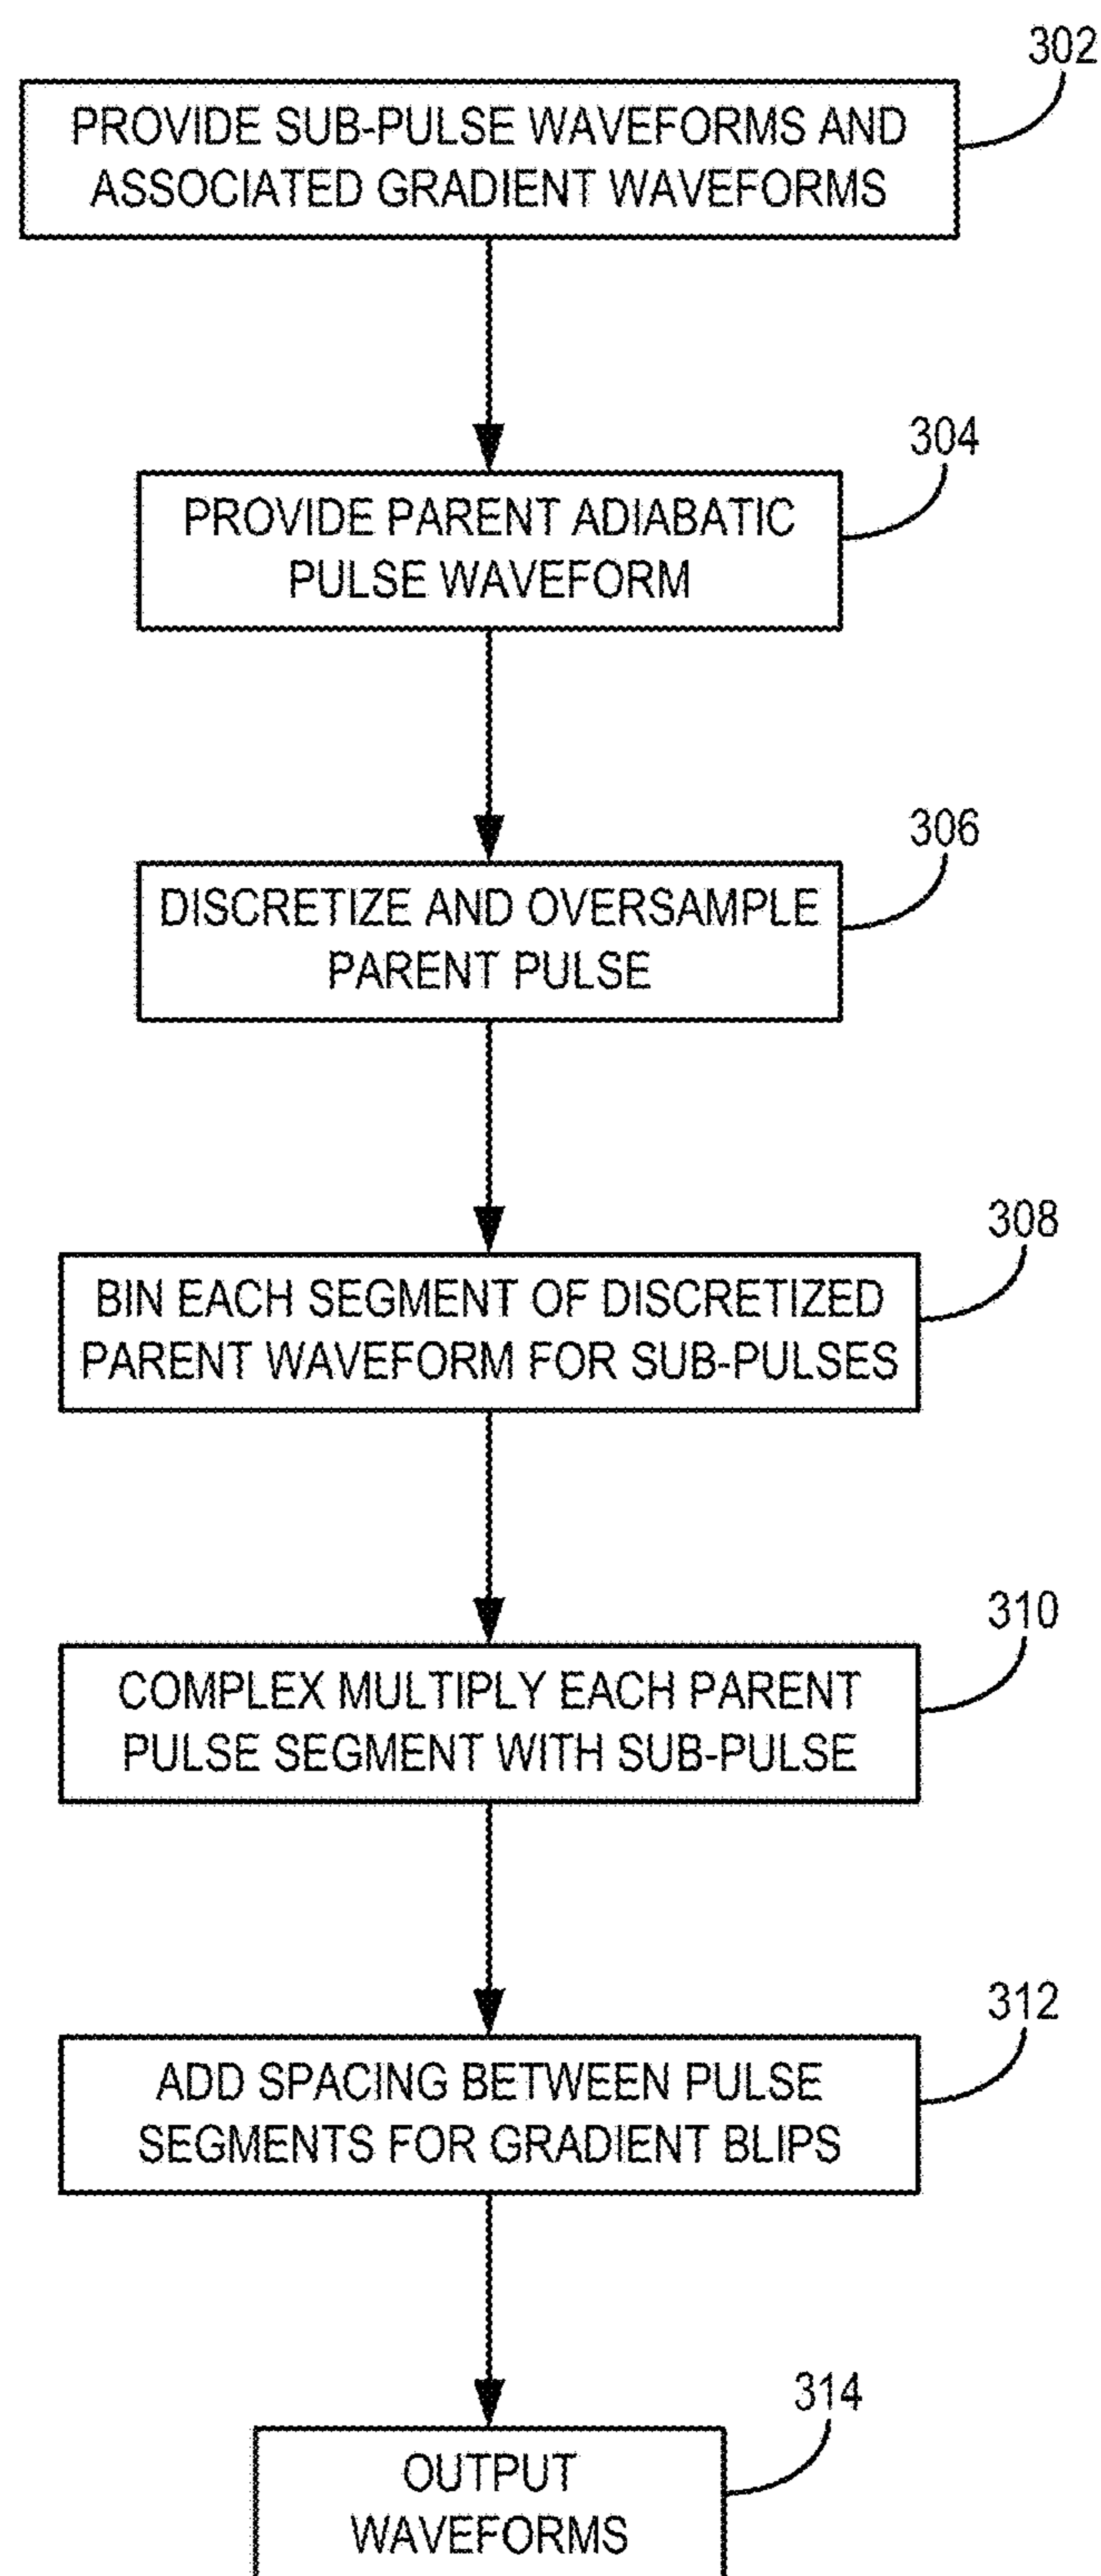 302
PROVIDE SUB-PULSE WAVEFORMS AND
ASSOCIATED GRADIENT WAVEFORMS
304
PROVIDE PARENT ADIABATIC
PULSE WAVEFORM
306
DISCRETIZE AND OVERSAMPLE
PARENT PULSE
308
BIN EACH SEGMENT OF DISCRETIZED
PARENT WAVEFORM FOR SUB-PULSES
310
COMPLEX MULTIPLY EACH PARENT
PULSE SEGMENT WITH SUB-PULSE
312
ADD SPACING BETWEEN PULSE
SEGMENTS FOR GRADIENT BLIPS
314
OUTPUT
WAVEFORMS